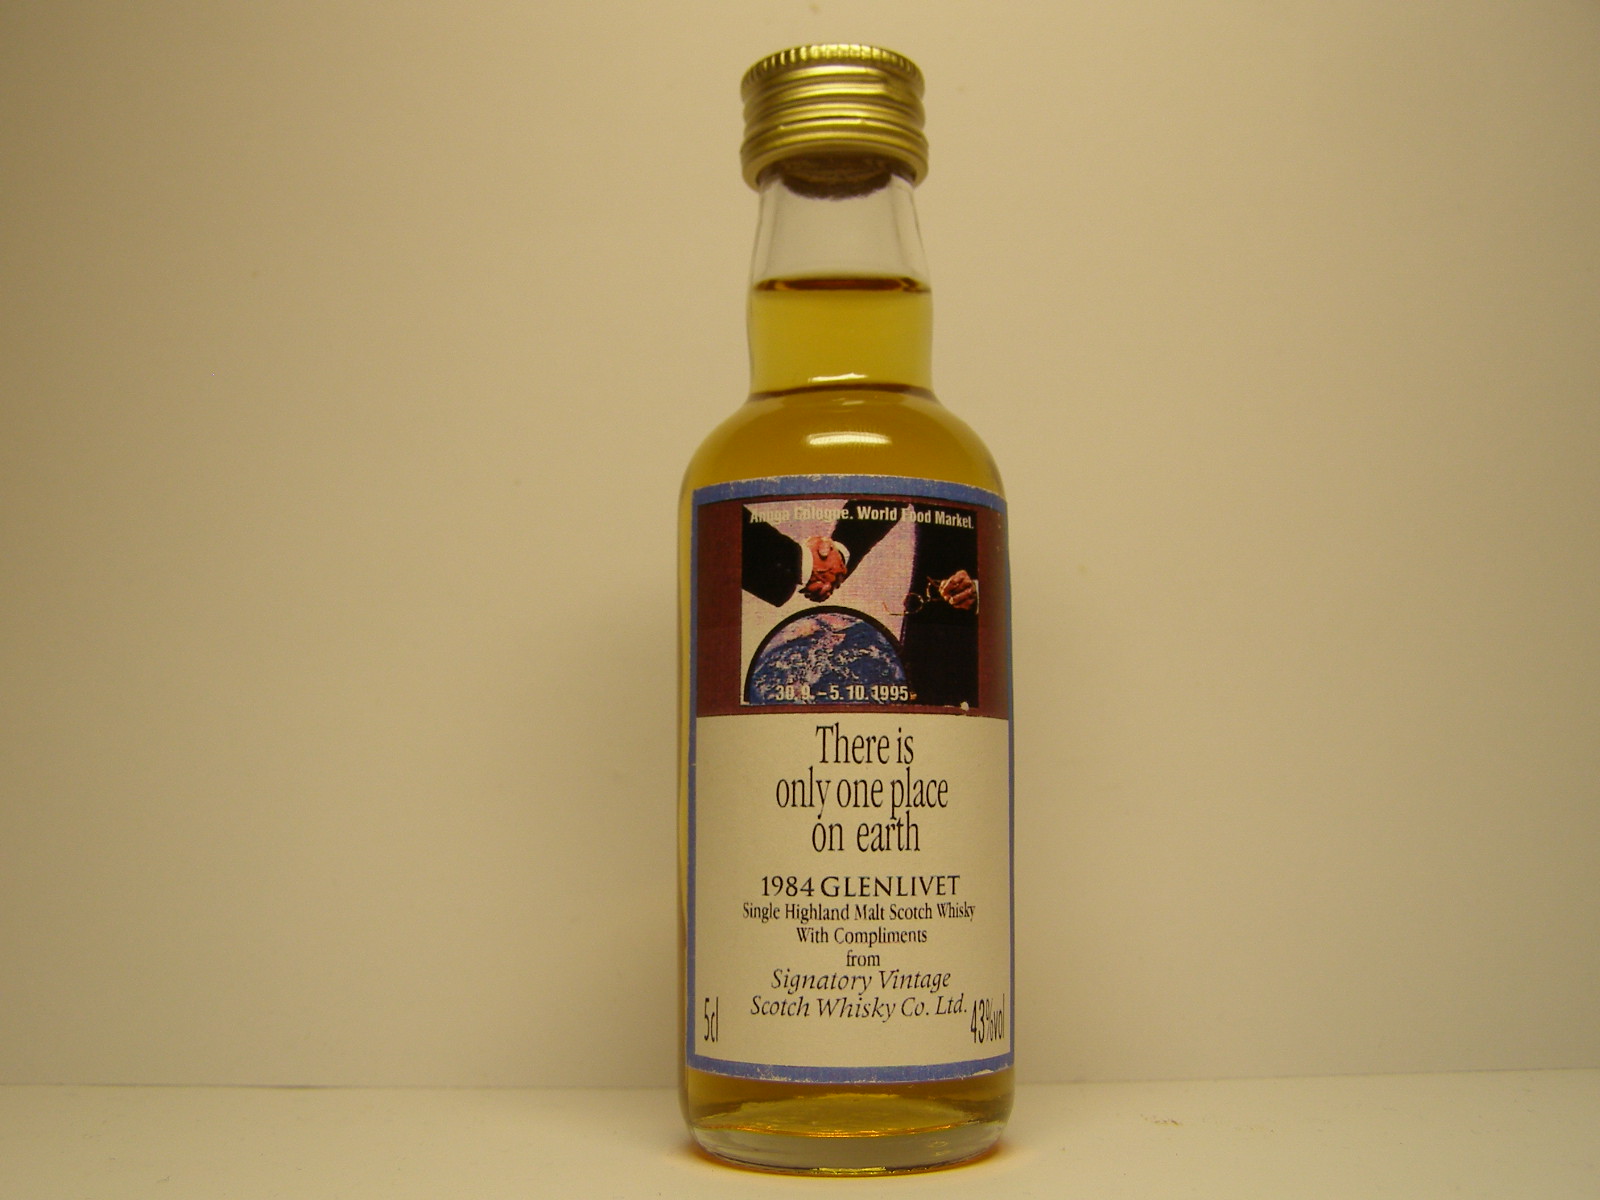 Anuga Cologne. World Food Market.
30. 9. – 5. 10. 1995
There is
only one place
on earth
1984 GLENLIVET
Single Highland Malt Scotch Whisky
With Compliments
from
Signatory Vintage
Scotch Whisky Co. Ltd.
5cl
43%vol